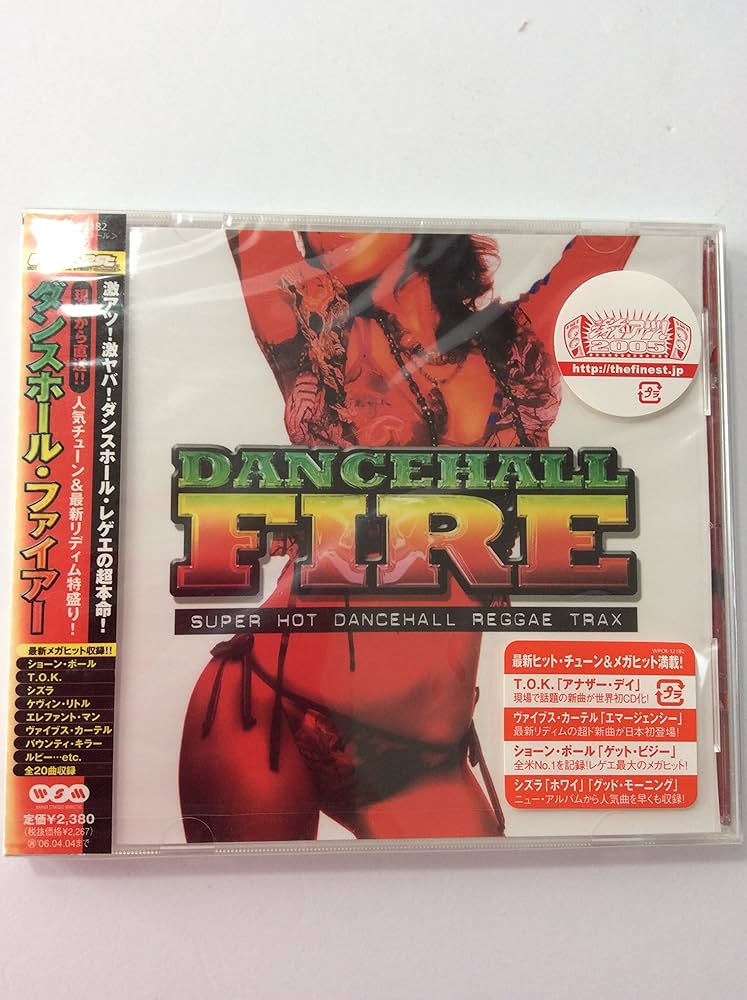 激アツ!激ヤバ!ダンスホール・レゲエの超本命!
現場から直送!! 人気チューン&最新リディム特盛り!
ダンスホール・ファイアー
最新メガヒット収録!!
ショーン・ポール
T.O.K.
シズラ
ケヴィン・リトル
エレファント・マン
ヴァイブス・カーテル
バウンティ・キラー
ルビー…etc.
全20曲収録
WSM
WARNER STRATEGIC MARKETING
定価¥2,380
(税抜価格¥2,267)
'06.04.04まで
2005
http://thefinest.jp
プラ
DANCEHALL
FIRE
SUPER HOT DANCEHALL REGGAE TRAX
WPCR-12182
最新ヒット・チューン&メガヒット満載!
T.O.K.「アナザー・デイ」
現場で話題の新曲が世界初CD化!
プラ
ヴァイブス・カーテル「エマージェンシー」
最新リディムの超ド新曲が日本初登場!
ショーン・ポール「ゲット・ビジー」
全米No.1を記録!レゲエ最大のメガヒット!
シズラ「ホワイ」「グッド・モーニング」
ニュー・アルバムから人気曲を早くも収録!